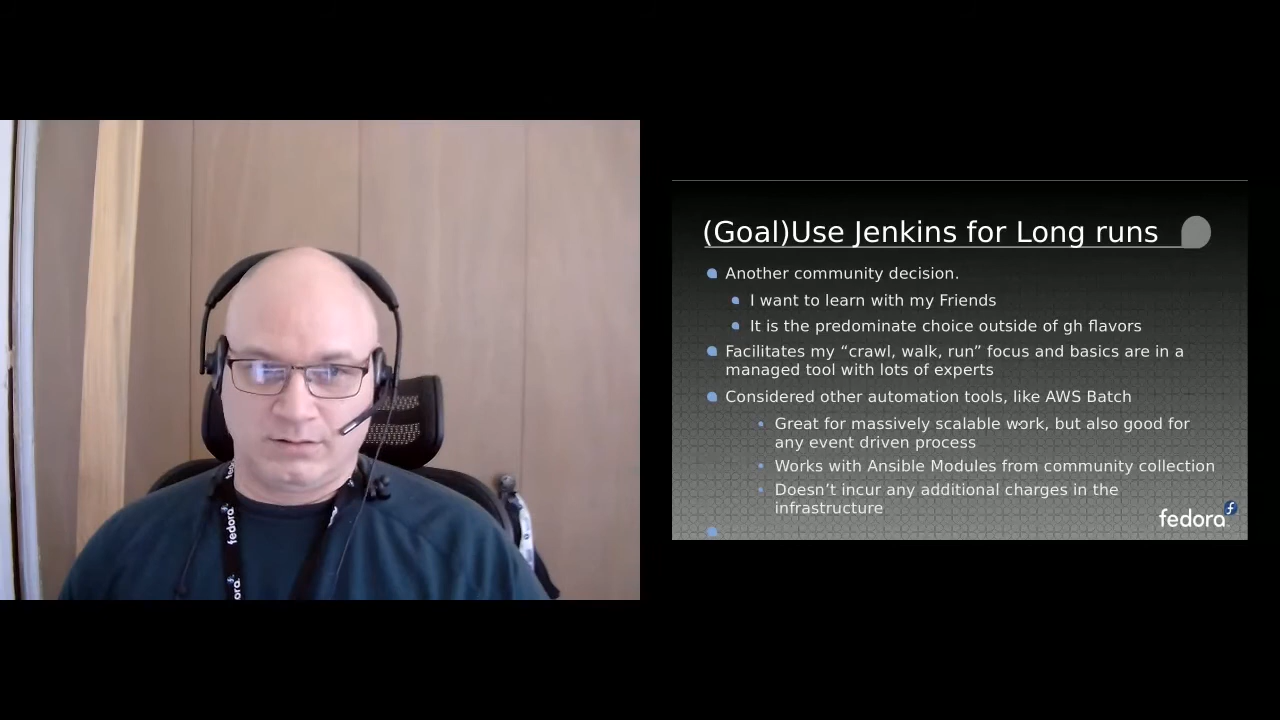 (Goal)Use Jenkins for Long runs
Another community decision.
I want to learn with my Friends
It is the predominate choice outside of gh flavors
Facilitates my “crawl, walk, run” focus and basics are in a
managed tool with lots of experts
Considered other automation tools, like AWS Batch
Great for massively scalable work, but also good for
any event driven process
Works with Ansible Modules from community collection
Doesn’t incur any additional charges in the
infrastructure
fedora
fedora
ora